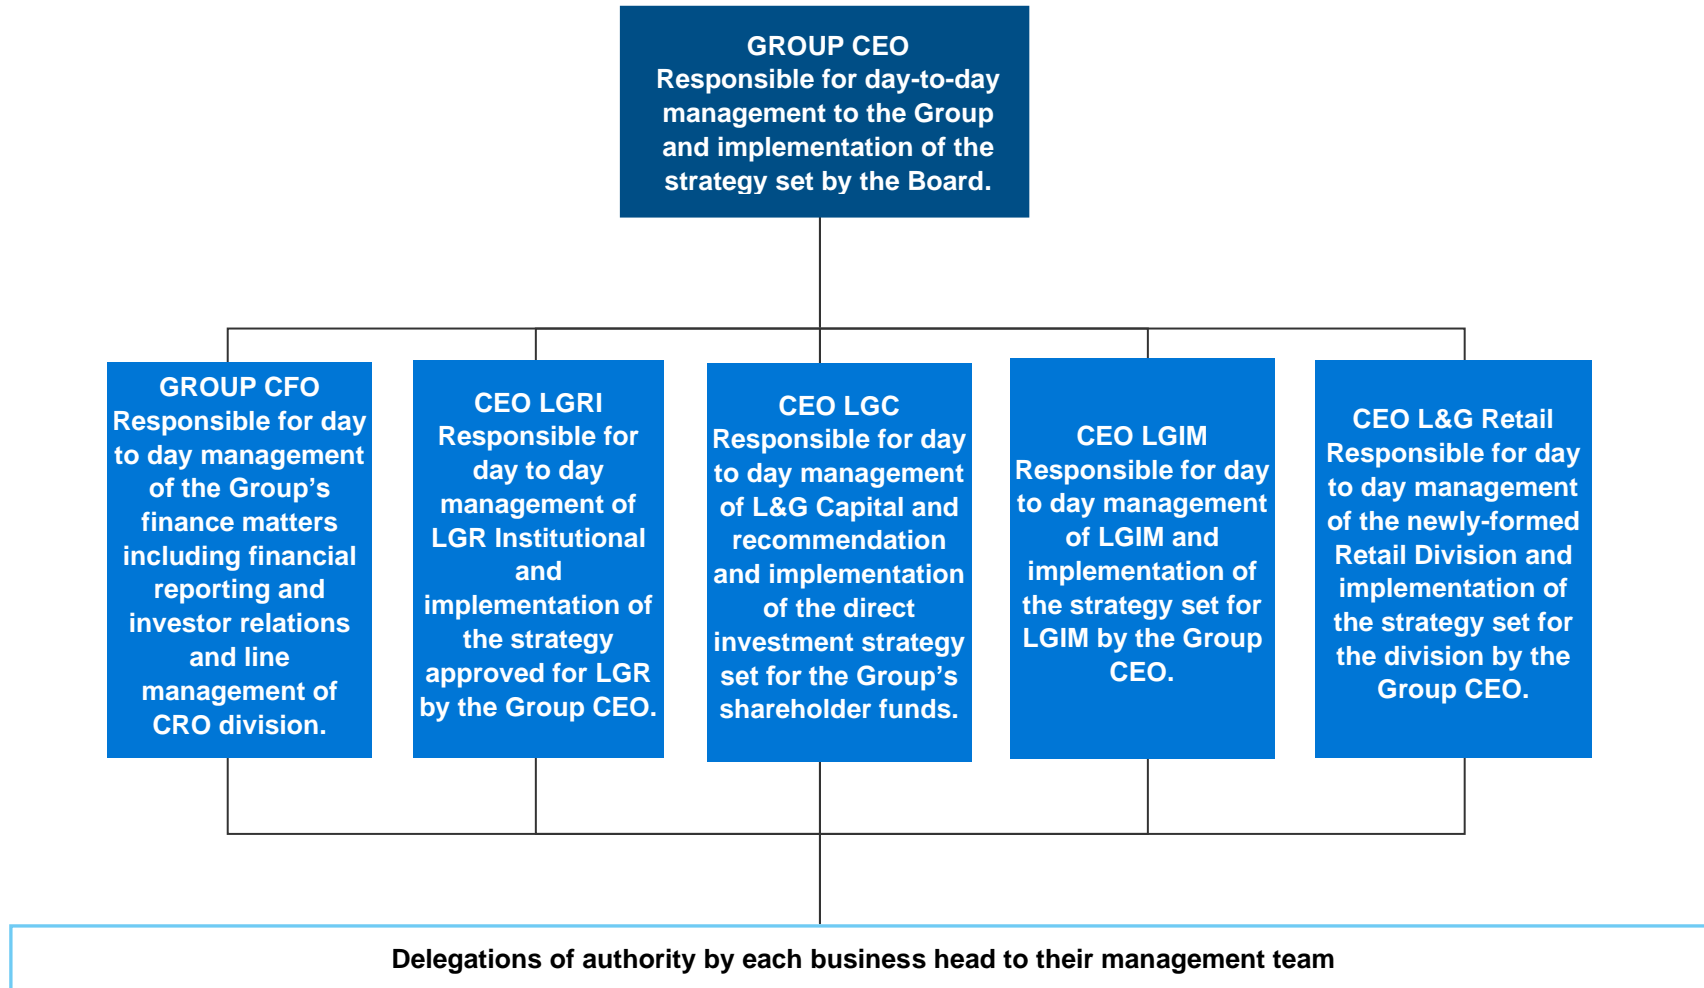 GROUP CEO
Responsible for day-to-day
management to the Group
and implementation of the
strategy set by the Board.
GROUP CFO
Responsible for day
to day management
of the Group’s
finance matters
including financial
reporting and
investor relations
and line
management of
CRO division.
CEO LGRI
Responsible for
day to day
management of
LGR Institutional
and
implementation of
the strategy
approved for LGR
by the Group CEO.
CEO LGC
Responsible for day
to day management
of L&G Capital and
recommendation
and implementation
of the direct
investment strategy
set for the Group’s
shareholder funds.
CEO LGIM
Responsible for day
to day management
of LGIM and
implementation of
the strategy set for
LGIM by the Group
CEO.
CEO L&G Retail
Responsible for day
to day management
of the newly-formed
Retail Division and
implementation of
the strategy set for
the division by the
Group CEO.
Delegations of authority by each business head to their management team